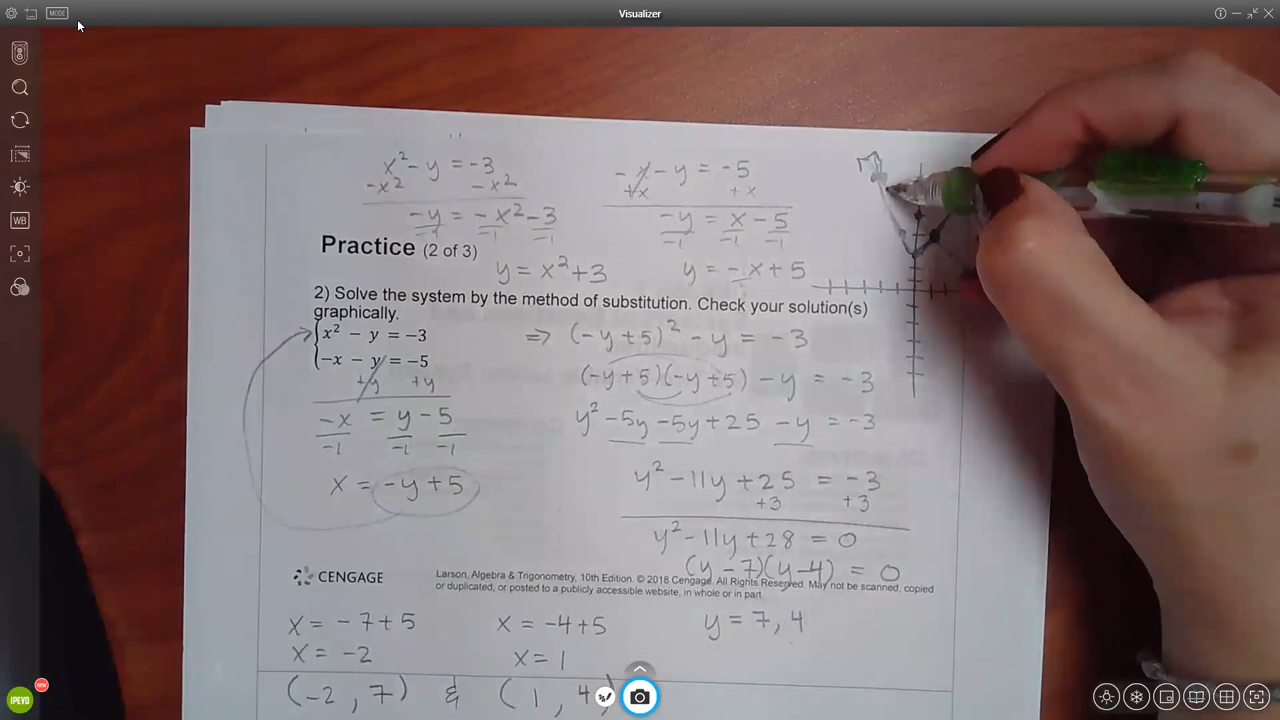 MODE
Visualizer
x² - y = -3
-x² -x²
-y = -x² - 3
-1 -1 -1
y = x² + 3
-x - y = -5
+x +x
-y = x - 5
-1 -1 -1
y = -x + 5
Practice (2 of 3)
2) Solve the system by the method of substitution. Check your solution(s)
graphically.
x² − y = −3
−x − y = −5
+y +y
-x = y - 5
-1 -1 -1
x = -y + 5
=> (-y + 5)² - y = -3
(-y + 5)(-y + 5) - y = -3
y² - 5y - 5y + 25 - y = -3
y² - 11y + 25 = -3
+3 +3
y² - 11y + 28 = 0
(y - 7)(y - 4) = 0
CENGAGE
Larson, Algebra & Trigonometry, 10th Edition. © 2018 Cengage. All Rights Reserved. May not be scanned, copied
or duplicated, or posted to a publicly accessible website, in whole or in part.
x = -7 + 5
x = -2
x = -4 + 5
x = 1
y = 7, 4
(-2, 7) & (1, 4)
IPEVO
new